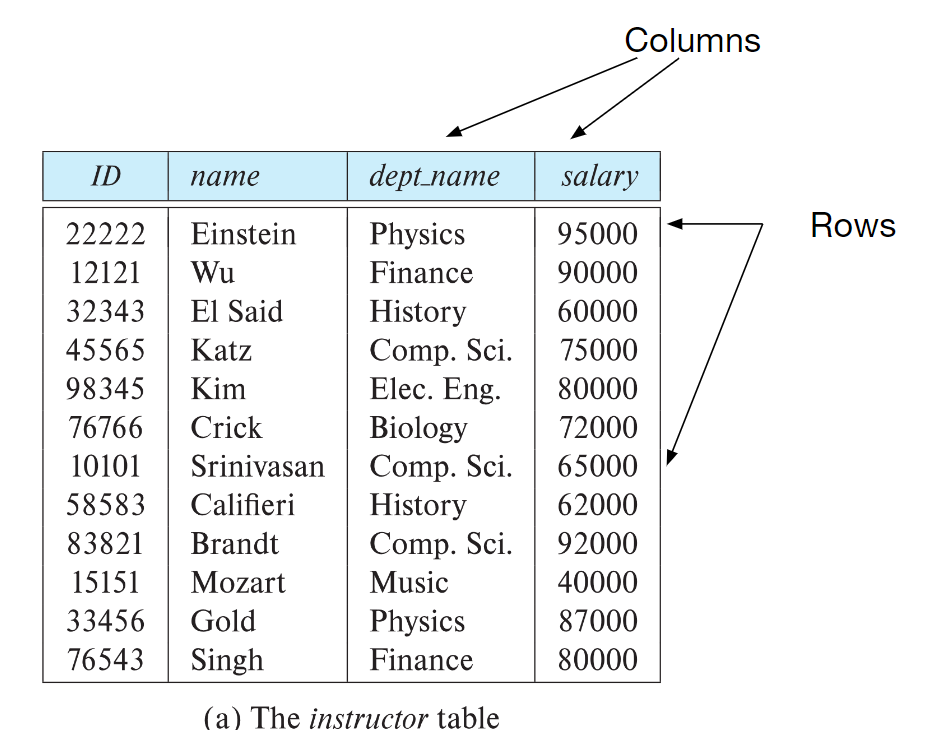 Columns
ID name dept_name salary
22222 Einstein Physics 95000
Rows
12121 Wu Finance 90000
32343 El Said History 60000
45565 Katz Comp. Sci. 75000
98345 Kim Elec. Eng. 80000
76766 Crick Biology 72000
10101 Srinivasan Comp. Sci. 65000
58583 Califieri History 62000
83821 Brandt Comp. Sci. 92000
15151 Mozart Music 40000
33456 Gold Physics 87000
76543 Singh Finance 80000
(a) The instructor table